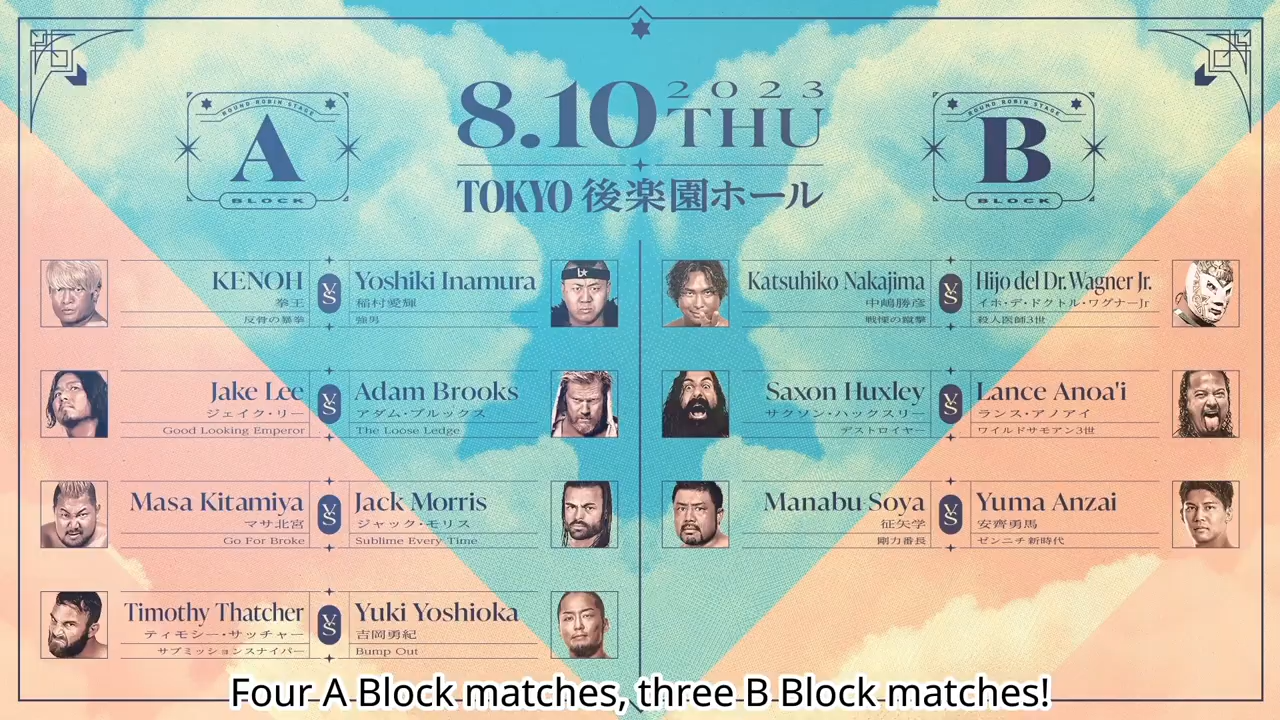 8.10
2023
THU
TOKYO 後楽園ホール
ROUND ROBIN STAGE
A
BLOCK
KENOH
拳王
反骨の暴拳
VS
Yoshiki Inamura
稲村愛輝
強男
Jake Lee
ジェイク・リー
Good Looking Emperor
VS
Adam Brooks
アダム・ブルックス
The Loose Ledge
Masa Kitamiya
マサ北宮
Go For Broke
VS
Jack Morris
ジャック・モリス
Sublime Every Time
Timothy Thatcher
ティモシー・サッチャー
サブミッションスナイパー
VS
Yuki Yoshioka
吉岡勇紀
Bump Out
ROUND ROBIN STAGE
B
BLOCK
Katsuhiko Nakajima
中嶋勝彦
戦慄の蹴撃
VS
Hijo del Dr. Wagner Jr.
イホ・デ・ドクトル・ワグナーJr
殺人医師3世
Saxon Huxley
サクソン・ハックスリー
デストロイヤー
VS
Lance Anoa'i
ランス・アノアイ
ワイルドサモアン3世
Manabu Soya
征矢学
剛力番長
VS
Yuma Anzai
安齊勇馬
ゼンニチ新時代
Four A Block matches, three B Block matches!